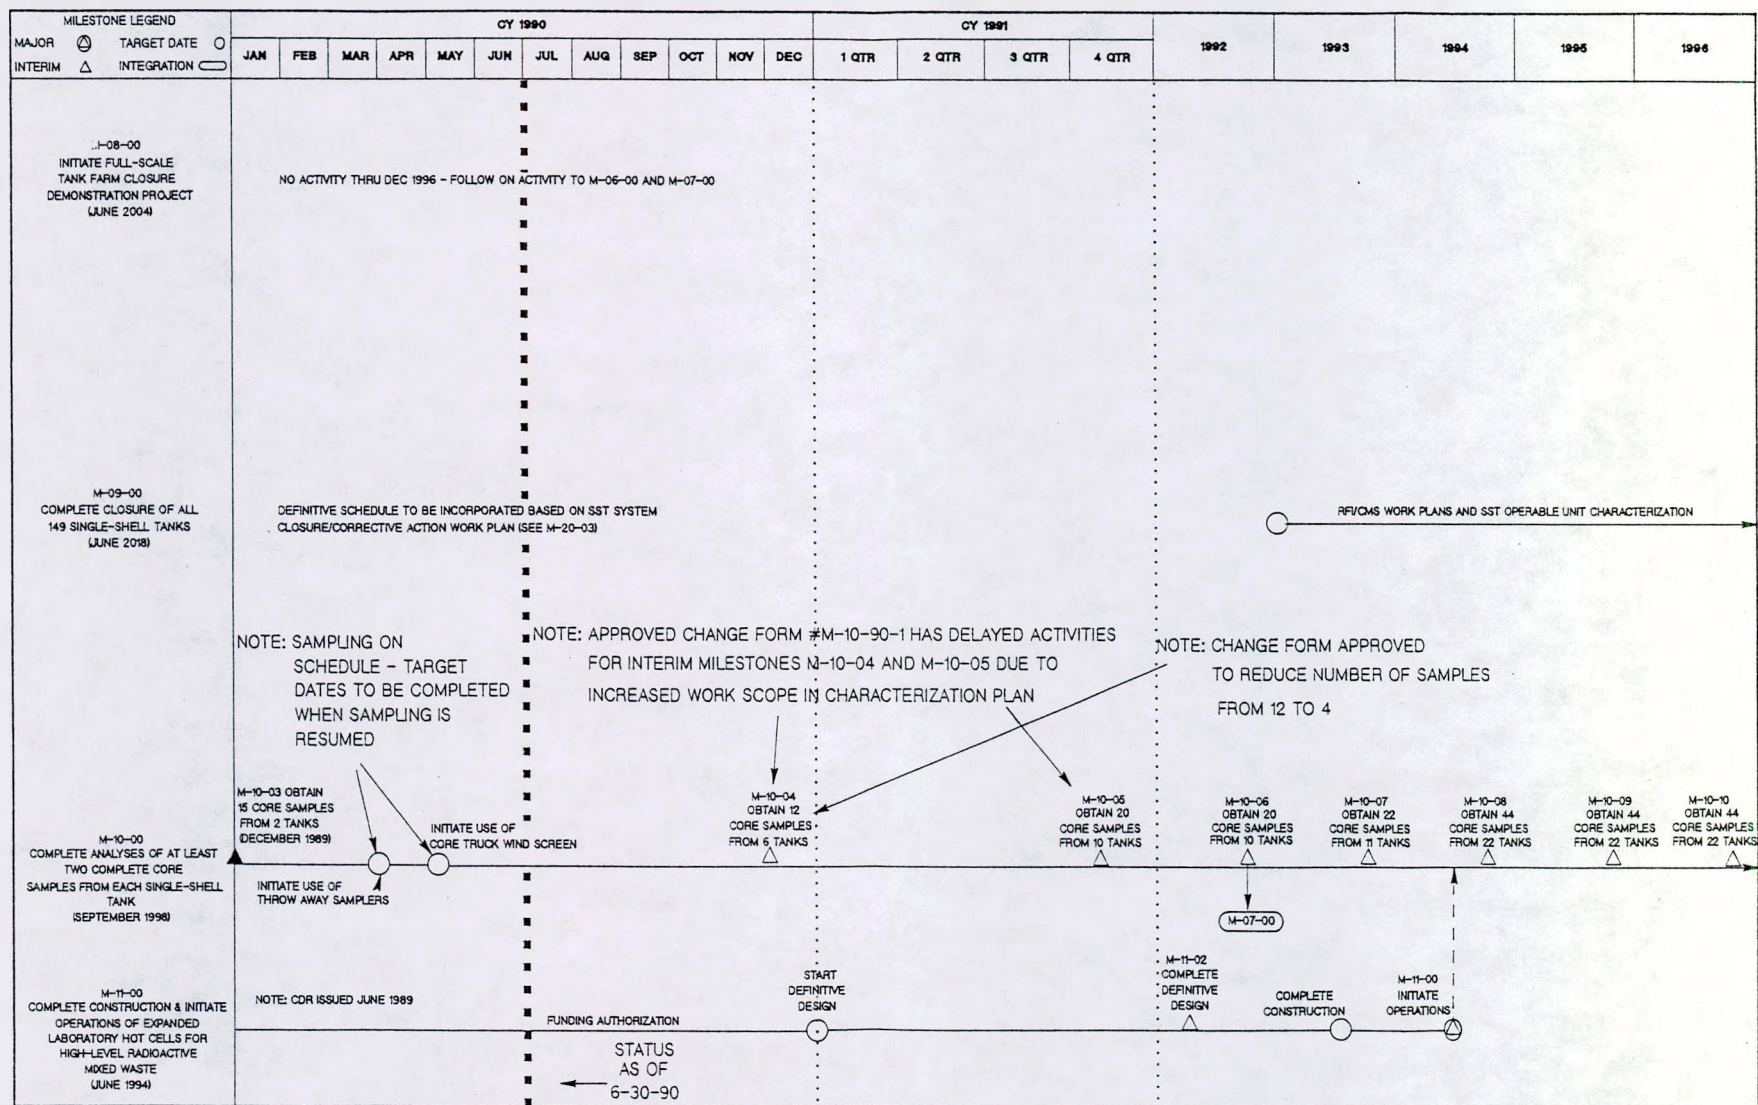 MILESTONE LEGEND
MAJOR TARGET DATE
INTERIM INTEGRATION
CY 1990
JAN FEB MAR APR MAY JUN JUL AUG SEP OCT NOV DEC
CY 1991
1 QTR 2 QTR 3 QTR 4 QTR
1992 1993 1994 1995 1996
-08-00
INITIATE FULL-SCALE
TANK FARM CLOSURE
DEMONSTRATION PROJECT
(JUNE 2004)
NO ACTIVITY THRU DEC 1996 - FOLLOW ON ACTIVITY TO M-06-00 AND M-07-00
M-09-00
COMPLETE CLOSURE OF ALL
149 SINGLE-SHELL TANKS
(JUNE 2018)
DEFINITIVE SCHEDULE TO BE INCORPORATED BASED ON SST SYSTEM
CLOSURE/CORRECTIVE ACTION WORK PLAN (SEE M-20-03)
RFI/CMS WORK PLANS AND SST OPERABLE UNIT CHARACTERIZATION
NOTE: SAMPLING ON
SCHEDULE - TARGET
DATES TO BE COMPLETED
WHEN SAMPLING IS
RESUMED
NOTE: APPROVED CHANGE FORM #M-10-90-1 HAS DELAYED ACTIVITIES
FOR INTERIM MILESTONES M-10-04 AND M-10-05 DUE TO
INCREASED WORK SCOPE IN CHARACTERIZATION PLAN
NOTE: CHANGE FORM APPROVED
TO REDUCE NUMBER OF SAMPLES
FROM 12 TO 4
M-10-00
COMPLETE ANALYSES OF AT LEAST
TWO COMPLETE CORE
SAMPLES FROM EACH SINGLE-SHELL
TANK
(SEPTEMBER 1998)
M-10-03 OBTAIN
15 CORE SAMPLES
FROM 2 TANKS
(DECEMBER 1989)
INITIATE USE OF
THROW AWAY SAMPLERS
INITIATE USE OF
CORE TRUCK WIND SCREEN
M-10-04
OBTAIN 12
CORE SAMPLES
FROM 6 TANKS
M-10-05
OBTAIN 20
CORE SAMPLES
FROM 10 TANKS
M-10-06
OBTAIN 20
CORE SAMPLES
FROM 10 TANKS
M-10-07
OBTAIN 22
CORE SAMPLES
FROM 11 TANKS
M-10-08
OBTAIN 44
CORE SAMPLES
FROM 22 TANKS
M-10-09
OBTAIN 44
CORE SAMPLES
FROM 22 TANKS
M-10-10
OBTAIN 44
CORE SAMPLES
FROM 22 TANKS
M-07-00
M-11-00
COMPLETE CONSTRUCTION & INITIATE
OPERATIONS OF EXPANDED
LABORATORY HOT CELLS FOR
HIGH-LEVEL RADIOACTIVE
MIXED WASTE
(JUNE 1994)
NOTE: CDR ISSUED JUNE 1989
FUNDING AUTHORIZATION
STATUS
AS OF
6-30-90
START
DEFINITIVE
DESIGN
M-11-02
COMPLETE
DEFINITIVE
DESIGN
COMPLETE
CONSTRUCTION
M-11-00
INITIATE
OPERATIONS